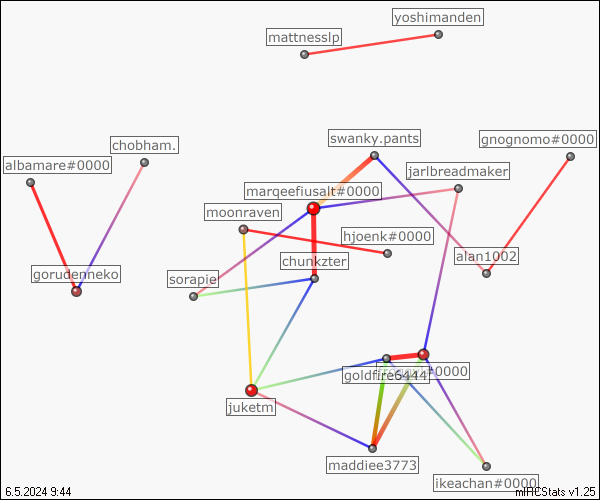 yoshimanden
mattnesslp
swanky.pants
gnognomo#0000
chobham.
albamare#0000
jarlbreadmaker
marqeefiusalt#0000
moonraven
hjoenk#0000
alan1002
chunkzter
gorudenneko
sorapie
goldfire6444
#0000
juketm
maddiee3773
ikeachan#0000
6.5.2024 9:44
mIRCStats v1.25